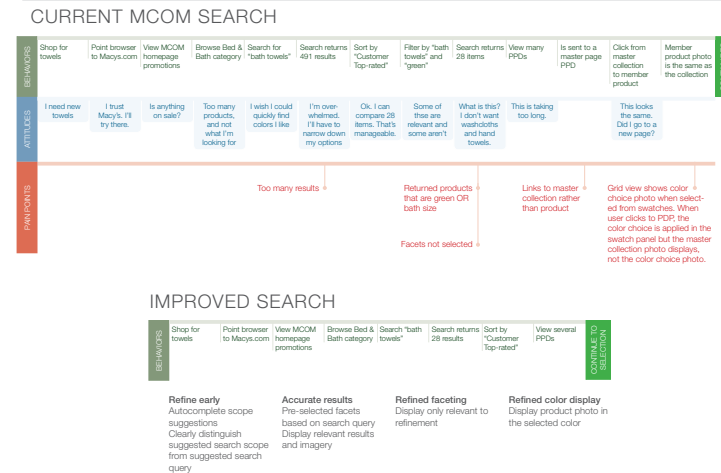 CURRENT MCOM SEARCH
BEHAVIORS
Shop for
towels
Point browser
to Macys.com
View MCOM
homepage
promotions
Browse Bed &
Bath category
Search for
"bath towels"
Search returns
491 results
Sort by
"Customer
Top-rated"
Filter by "bath
towels" and
"green"
Search returns
28 items
View many
PPDs
Is sent to a
master page
PPD
Click from
master
collection
to member
product
Member
product photo
is the same as
the collection
ATTITUDES
I need new
towels
I trust
Macy's. I'll
try there.
Is anything
on sale?
Too many
products,
and not
what I'm
looking for
I wish I could
quickly find
colors I like
I'm over-
whelmed.
I'll have to
narrow down
my options
Ok. I can
compare 28
items. That's
manageable.
Some of
thse are
relevant and
some aren't
What is this?
I don't want
washcloths
and hand
towels.
This is taking
too long.
This looks
the same.
Did I go to a
new page?
PAIN POINTS
Too many results
Returned products
that are green OR
bath size
Facets not selected
Links to master
collection rather
than product
Grid view shows color
choice photo when select-
ed from swatches. When
user clicks to PDP, the
color choice is applied in the
swatch panel but the master
collection photo displays,
not the color choice photo.
IMPROVED SEARCH
BEHAVIORS
Shop for
towels
Point browser
to Macys.com
View MCOM
homepage
promotions
Browse Bed &
Bath category
Search "bath
towels"
Search returns
28 results
Sort by
"Customer
Top-rated"
View several
PPDs
CONTINUE TO
SELECTION
Refine early
Autocomplete scope
suggestions
Clearly distinguish
suggested search scope
from suggested search
query
Accurate results
Pre-selected facets
based on search query
Display relevant results
and imagery
Refined faceting
Display only relevant to
refinement
Refined color display
Display product photo in
the selected color